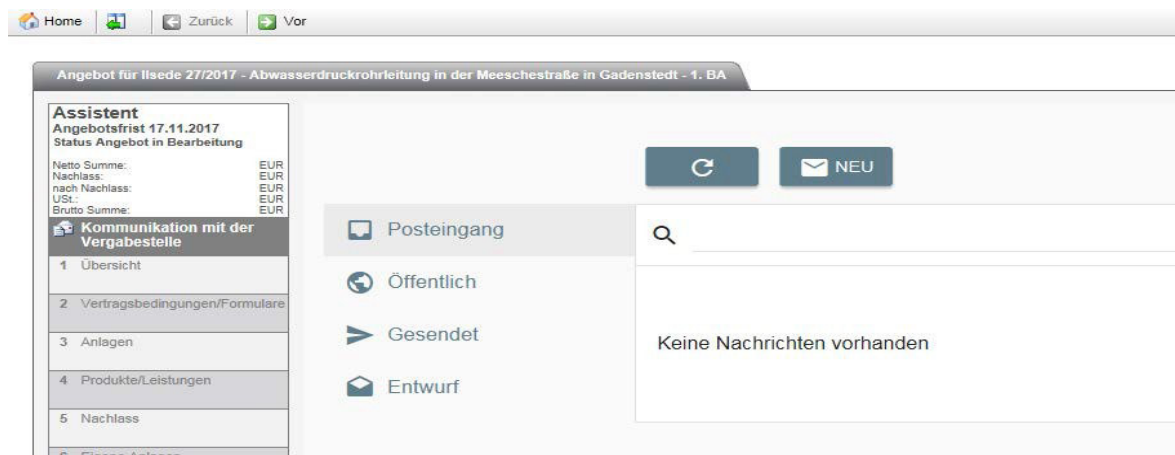 Home Zurück Vor
Angebot für Ilsede 27/2017 - Abwasserdruckrohrleitung in der Meeschestraße in Gadenstedt - 1. BA
Assistent
Angebotsfrist 17.11.2017
Status Angebot in Bearbeitung
Netto Summe: EUR
Nachlass: EUR
nach Nachlass: EUR
USt.: EUR
Brutto Summe: EUR
Kommunikation mit der
Vergabestelle
1 Übersicht
2 Vertragsbedingungen/Formulare
3 Anlagen
4 Produkte/Leistungen
5 Nachlass
NEU
Posteingang
Öffentlich
Gesendet
Entwurf
Keine Nachrichten vorhanden